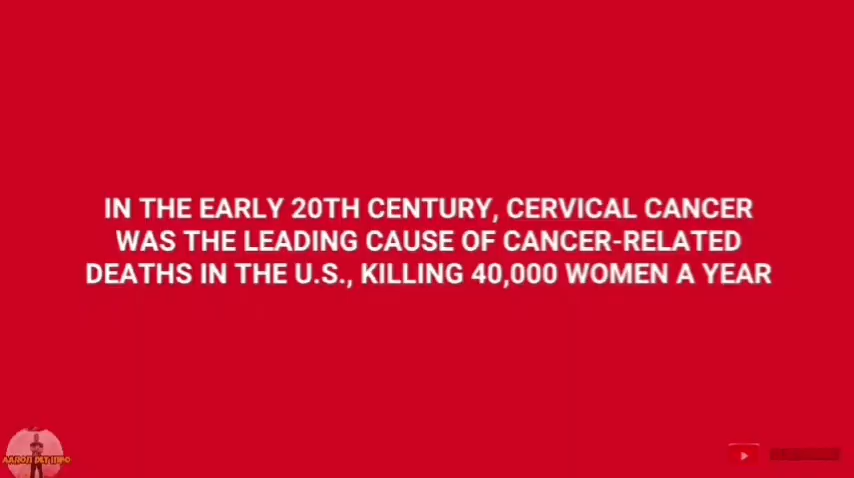 IN THE EARLY 20TH CENTURY, CERVICAL CANCER
WAS THE LEADING CAUSE OF CANCER-RELATED
DEATHS IN THE U.S., KILLING 40,000 WOMEN A YEAR